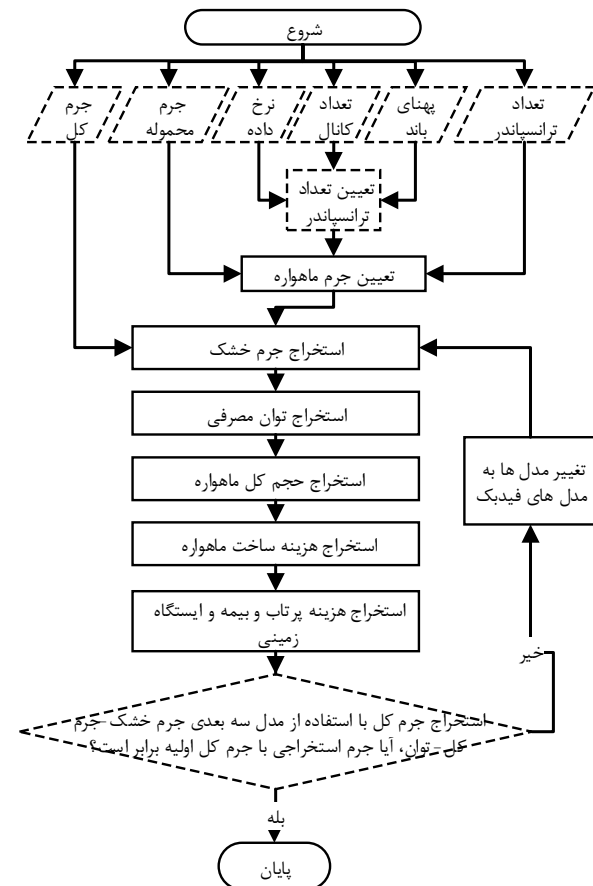 شروع
تعداد
ترانسپاندر
پهنای
باند
تعداد
کانال
نرخ
داده
جرم
محموله
جرم
کل
تعیین تعداد
ترانسپاندر
تعیین جرم ماهواره
استخراج جرم خشک
استخراج توان مصرفی
استخراج حجم کل ماهواره
استخراج هزینه ساخت ماهواره
استخراج هزینه پرتاب و بیمه و ایستگاه
زمینی
تغییر مدل ها به
مدل های فیدبک
خیر
استخراج جرم کل با استفاده از مدل سه بعدی جرم خشک-جرم
کل-توان، آیا جرم استخراجی با جرم کل اولیه برابر است؟
بله
پایان